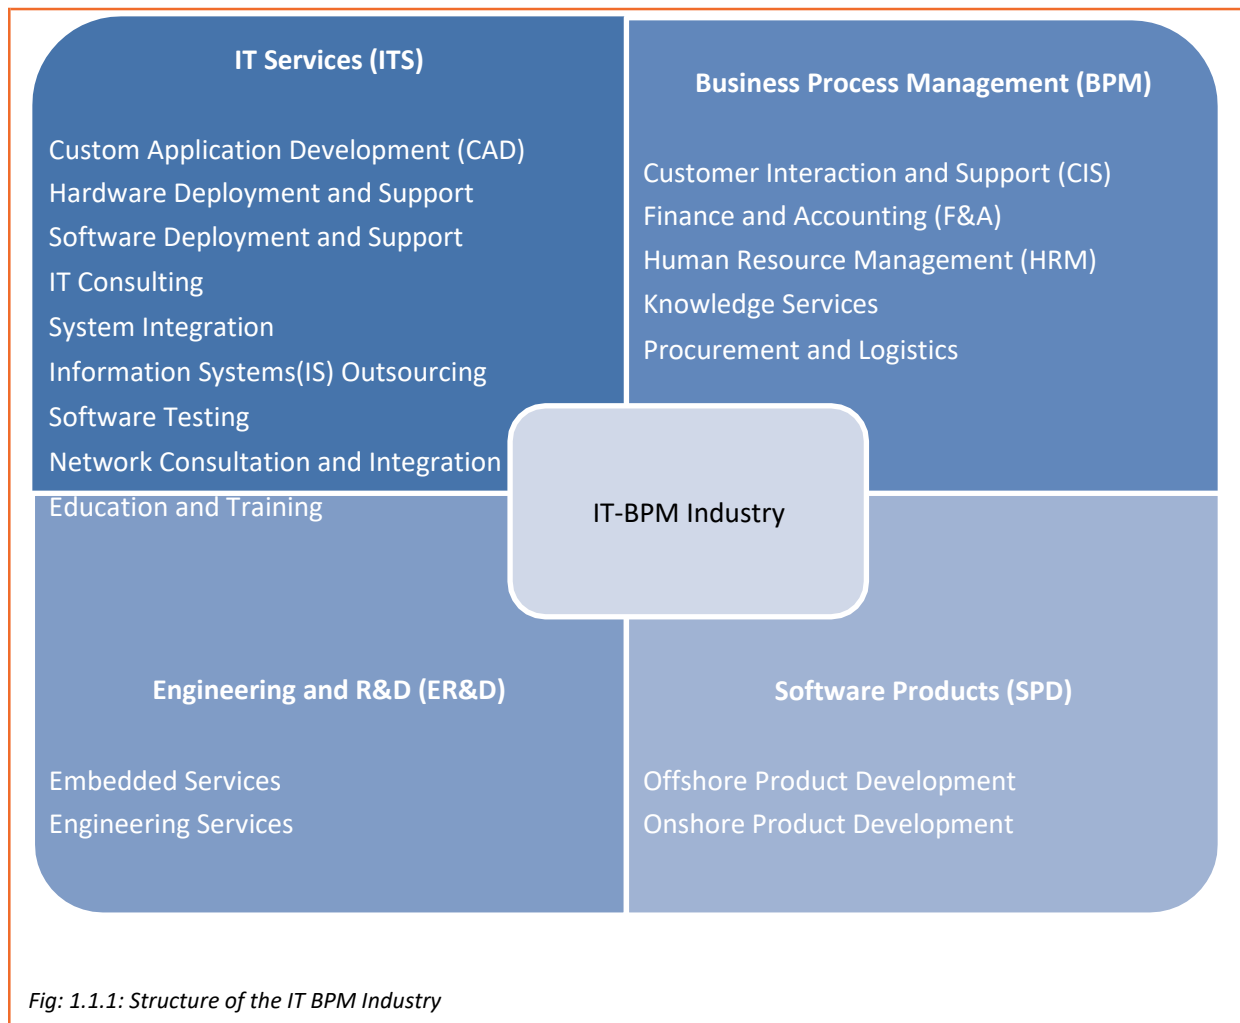 IT Services (ITS)
Custom Application Development (CAD)
Hardware Deployment and Support
Software Deployment and Support
IT Consulting
System Integration
Information Systems(IS) Outsourcing
Software Testing
Network Consultation and Integration
Education and Training
Business Process Management (BPM)
Customer Interaction and Support (CIS)
Finance and Accounting (F&A)
Human Resource Management (HRM)
Knowledge Services
Procurement and Logistics
IT-BPM Industry
Engineering and R&D (ER&D)
Embedded Services
Engineering Services
Software Products (SPD)
Offshore Product Development
Onshore Product Development
Fig: 1.1.1: Structure of the IT BPM Industry